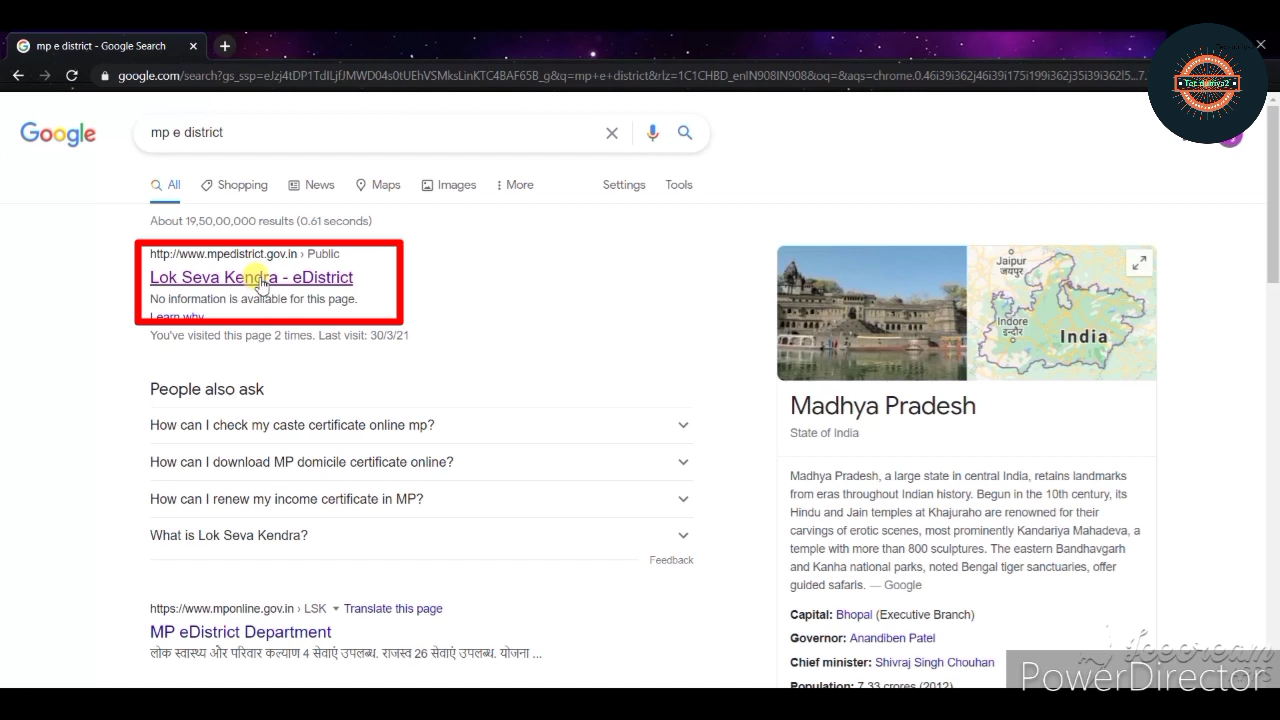 mp e district - Google Search
google.com/search?gs_ssp=eJzj4tDP1TdILjfJMWD04s0tUEhVSMksLinKTC4BAF65B_g&q=mp+e+district&rlz=1C1CHBD_enIN908IN908&oq=&aqs=chrome.0.46i39i362j46i39i175i199i362j35i39i362l5...7.
Tec duniya2
Google
mp e district
All
Shopping
News
Maps
Images
More
Settings
Tools
About 19,50,00,000 results (0.61 seconds)
http://www.mpedistrict.gov.in › Public
Lok Seva Kendra - eDistrict
No information is available for this page.
Learn why
You've visited this page 2 times. Last visit: 30/3/21
People also ask
How can I check my caste certificate online mp?
How can I download MP domicile certificate online?
How can I renew my income certificate in MP?
What is Lok Seva Kendra?
Feedback
https://www.mponline.gov.in › LSK Translate this page
MP eDistrict Department
लोक स्वास्थ्य और परिवार कल्याण 4 सेवाएं उपलब्ध. राजस्व 26 सेवाएं उपलब्ध. योजना ...
Jaipur
जयपुर
Indore
इन्दौर
India
Madhya Pradesh
State of India
Madhya Pradesh, a large state in central India, retains landmarks
from eras throughout Indian history. Begun in the 10th century, its
Hindu and Jain temples at Khajuraho are renowned for their
carvings of erotic scenes, most prominently Kandariya Mahadeva, a
temple with more than 800 sculptures. The eastern Bandhavgarh
and Kanha national parks, noted Bengal tiger sanctuaries, offer
guided safaris. — Google
Capital: Bhopal (Executive Branch)
Governor: Anandiben Patel
Chief minister: Shivraj Singh Chouhan
Population: 7.33 crores (2012)
PowerDirector